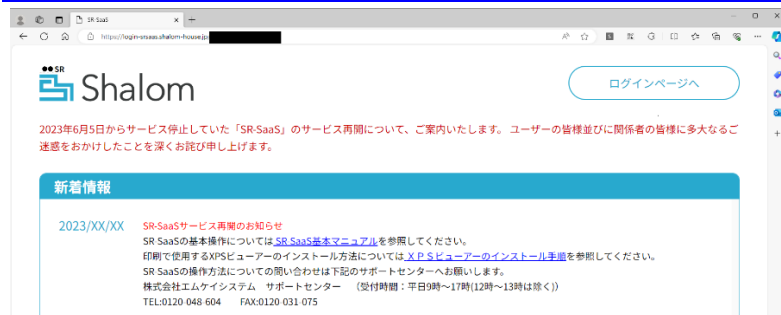 SR SaaS
https://login-srsaas.shalom-house.jp/
SR
Shalom
ログインページへ
2023年6月5日からサービス停止していた「SR-SaaS」のサービス再開について、ご案内いたします。 ユーザーの皆様並びに関係者の皆様に多大なるご
迷惑をおかけしたことを深くお詫び申し上げます。
新着情報
2023/XX/XX SR-SaaSサービス再開のお知らせ
SR SaaSの基本操作については SR SaaS基本マニュアルを参照してください。
印刷で使用するXPSビューアーのインストール方法については ＸＰＳビューアーのインストール手順を参照してください。
SR SaaSの操作方法についての問い合わせは下記のサポートセンターへお願いします。
株式会社エムケイシステム　サポートセンター　（受付時間：平日9時～17時(12時～13時は除く)）
TEL:0120-048-604　FAX:0120-031-075